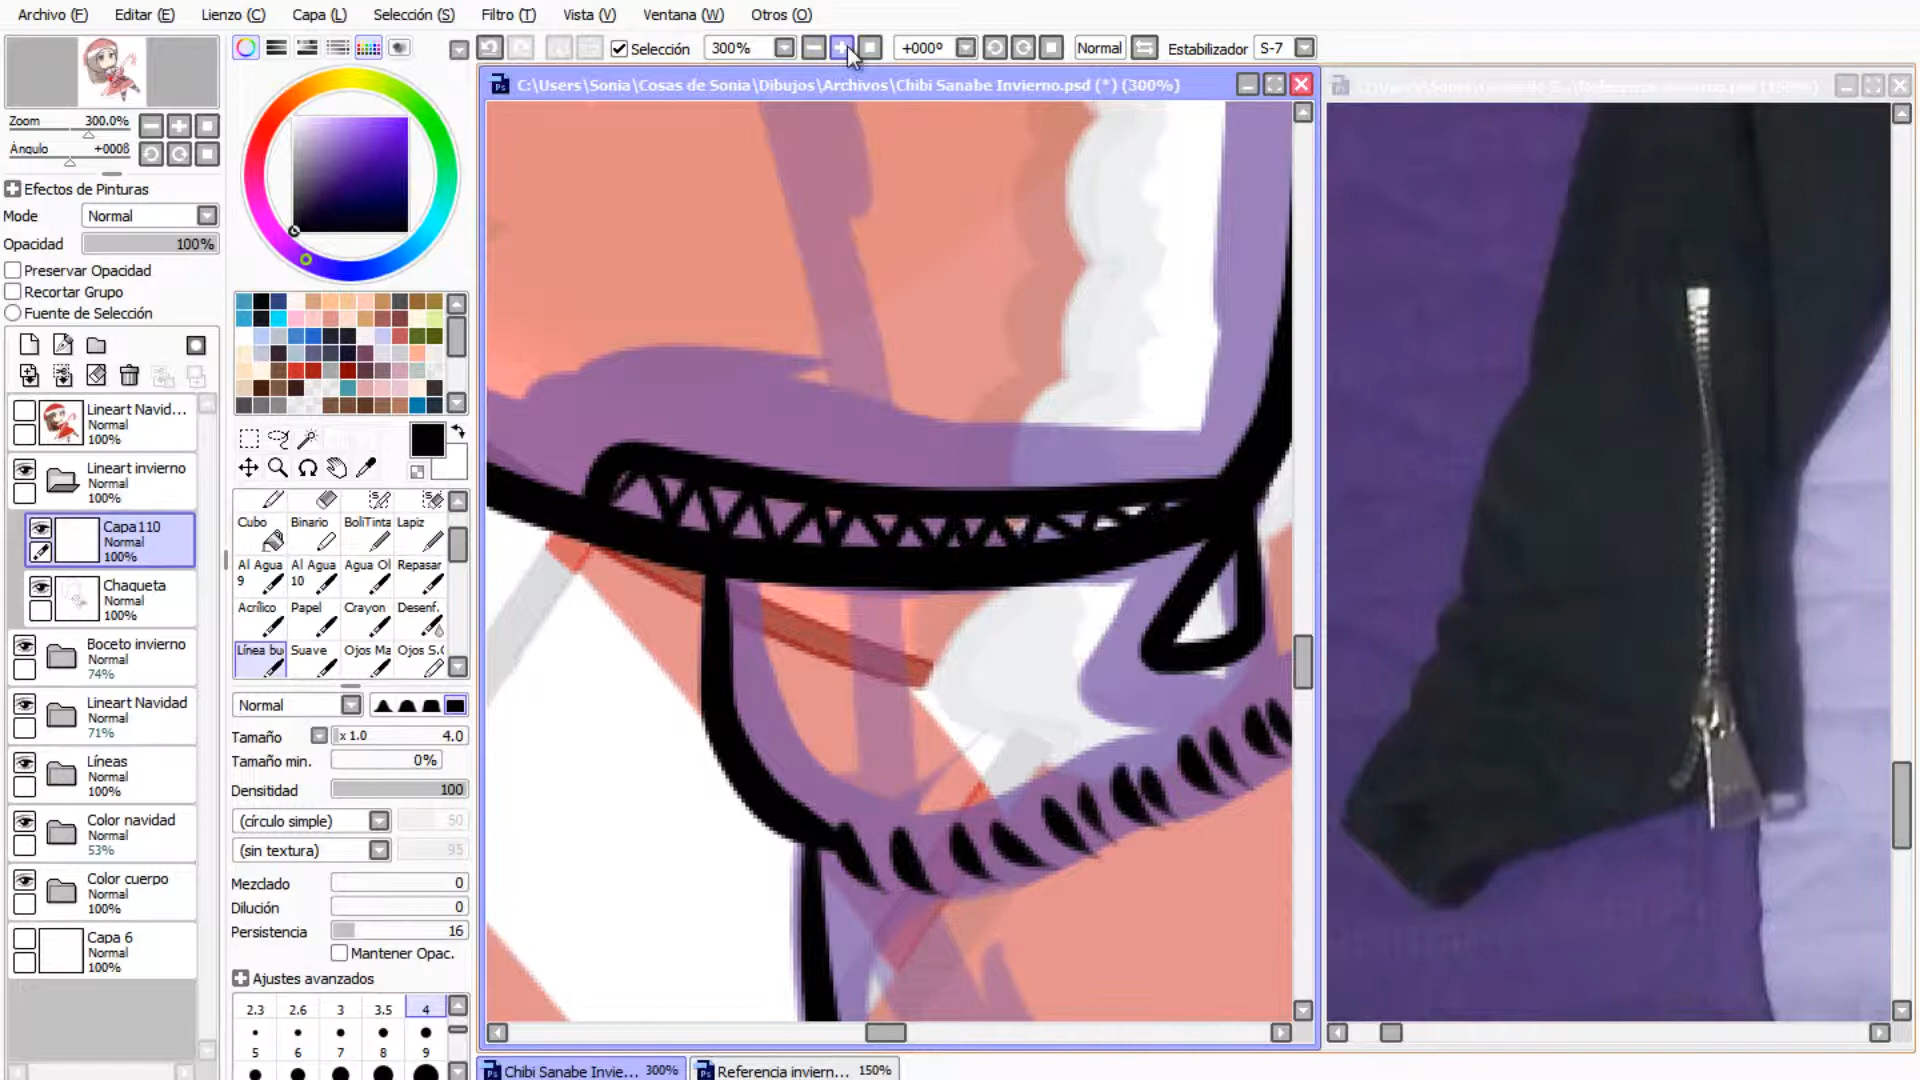 Archivo (F) Editar (E) Lienzo (C) Capa (L) Selección (S) Filtro (T) Vista (V) Ventana (W) Otros (O)
Selección 300% +000º Normal Estabilizador S-7
C:\Users\Sonia\Cosas de Sonia\Dibujos\Archivos\Chibi Sanabe Invierno.psd (*) (300%)
Zoom 300.0%
Ángulo +000ß
Efectos de Pinturas
Mode Normal
Opacidad 100%
Preservar Opacidad
Recortar Grupo
Fuente de Selección
Lineart Navid...
Normal
100%
Lineart invierno
Normal
100%
Capa110
Normal
100%
Chaqueta
Normal
100%
Boceto invierno
Normal
74%
Lineart Navidad
Normal
71%
Líneas
Normal
100%
Color navidad
Normal
53%
Color cuerpo
Normal
100%
Capa 6
Normal
100%
Cubo Binario BoliTinta Lapiz
Al Agua 9 Al Agua 10 Agua Ol Repasar
Acrílico Papel Crayon Desenf.
Línea bu Suave Ojos Ma Ojos S.(
Normal
Tamaño x 1.0 4.0
Tamaño min. 0%
Densitidad 100
(círculo simple) 50
(sin textura) 95
Mezclado 0
Dilución 0
Persistencia 16
Mantener Opac.
Ajustes avanzados
2.3 2.6 3 3.5 4
5 6 7 8 9
Chibi Sanabe Invie... 300% Referencia inviern... 150%